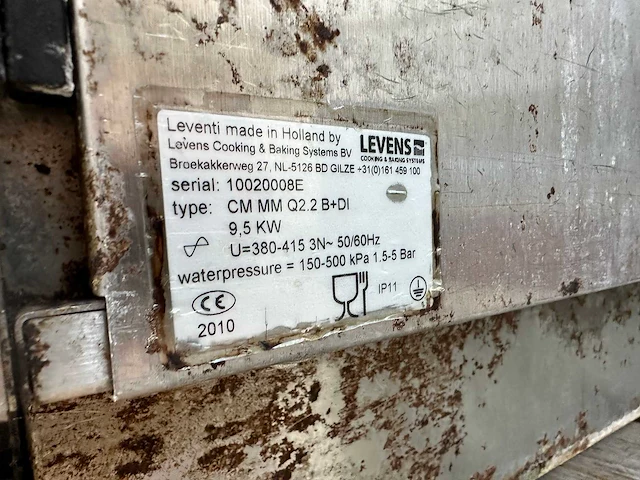 Leventi made in Holland by
Levens Cooking & Baking Systems BV
LEVENS
COOKING & BAKING SYSTEMS
Broekakkerweg 27, NL-5126 BD GILZE +31(0)161 459 100
serial: 10020008E
type: CM MM Q2.2 B+DI
9,5 KW
U=380-415 3N~ 50/60Hz
waterpressure = 150-500 kPa 1.5-5 Bar
CE
IP11
2010